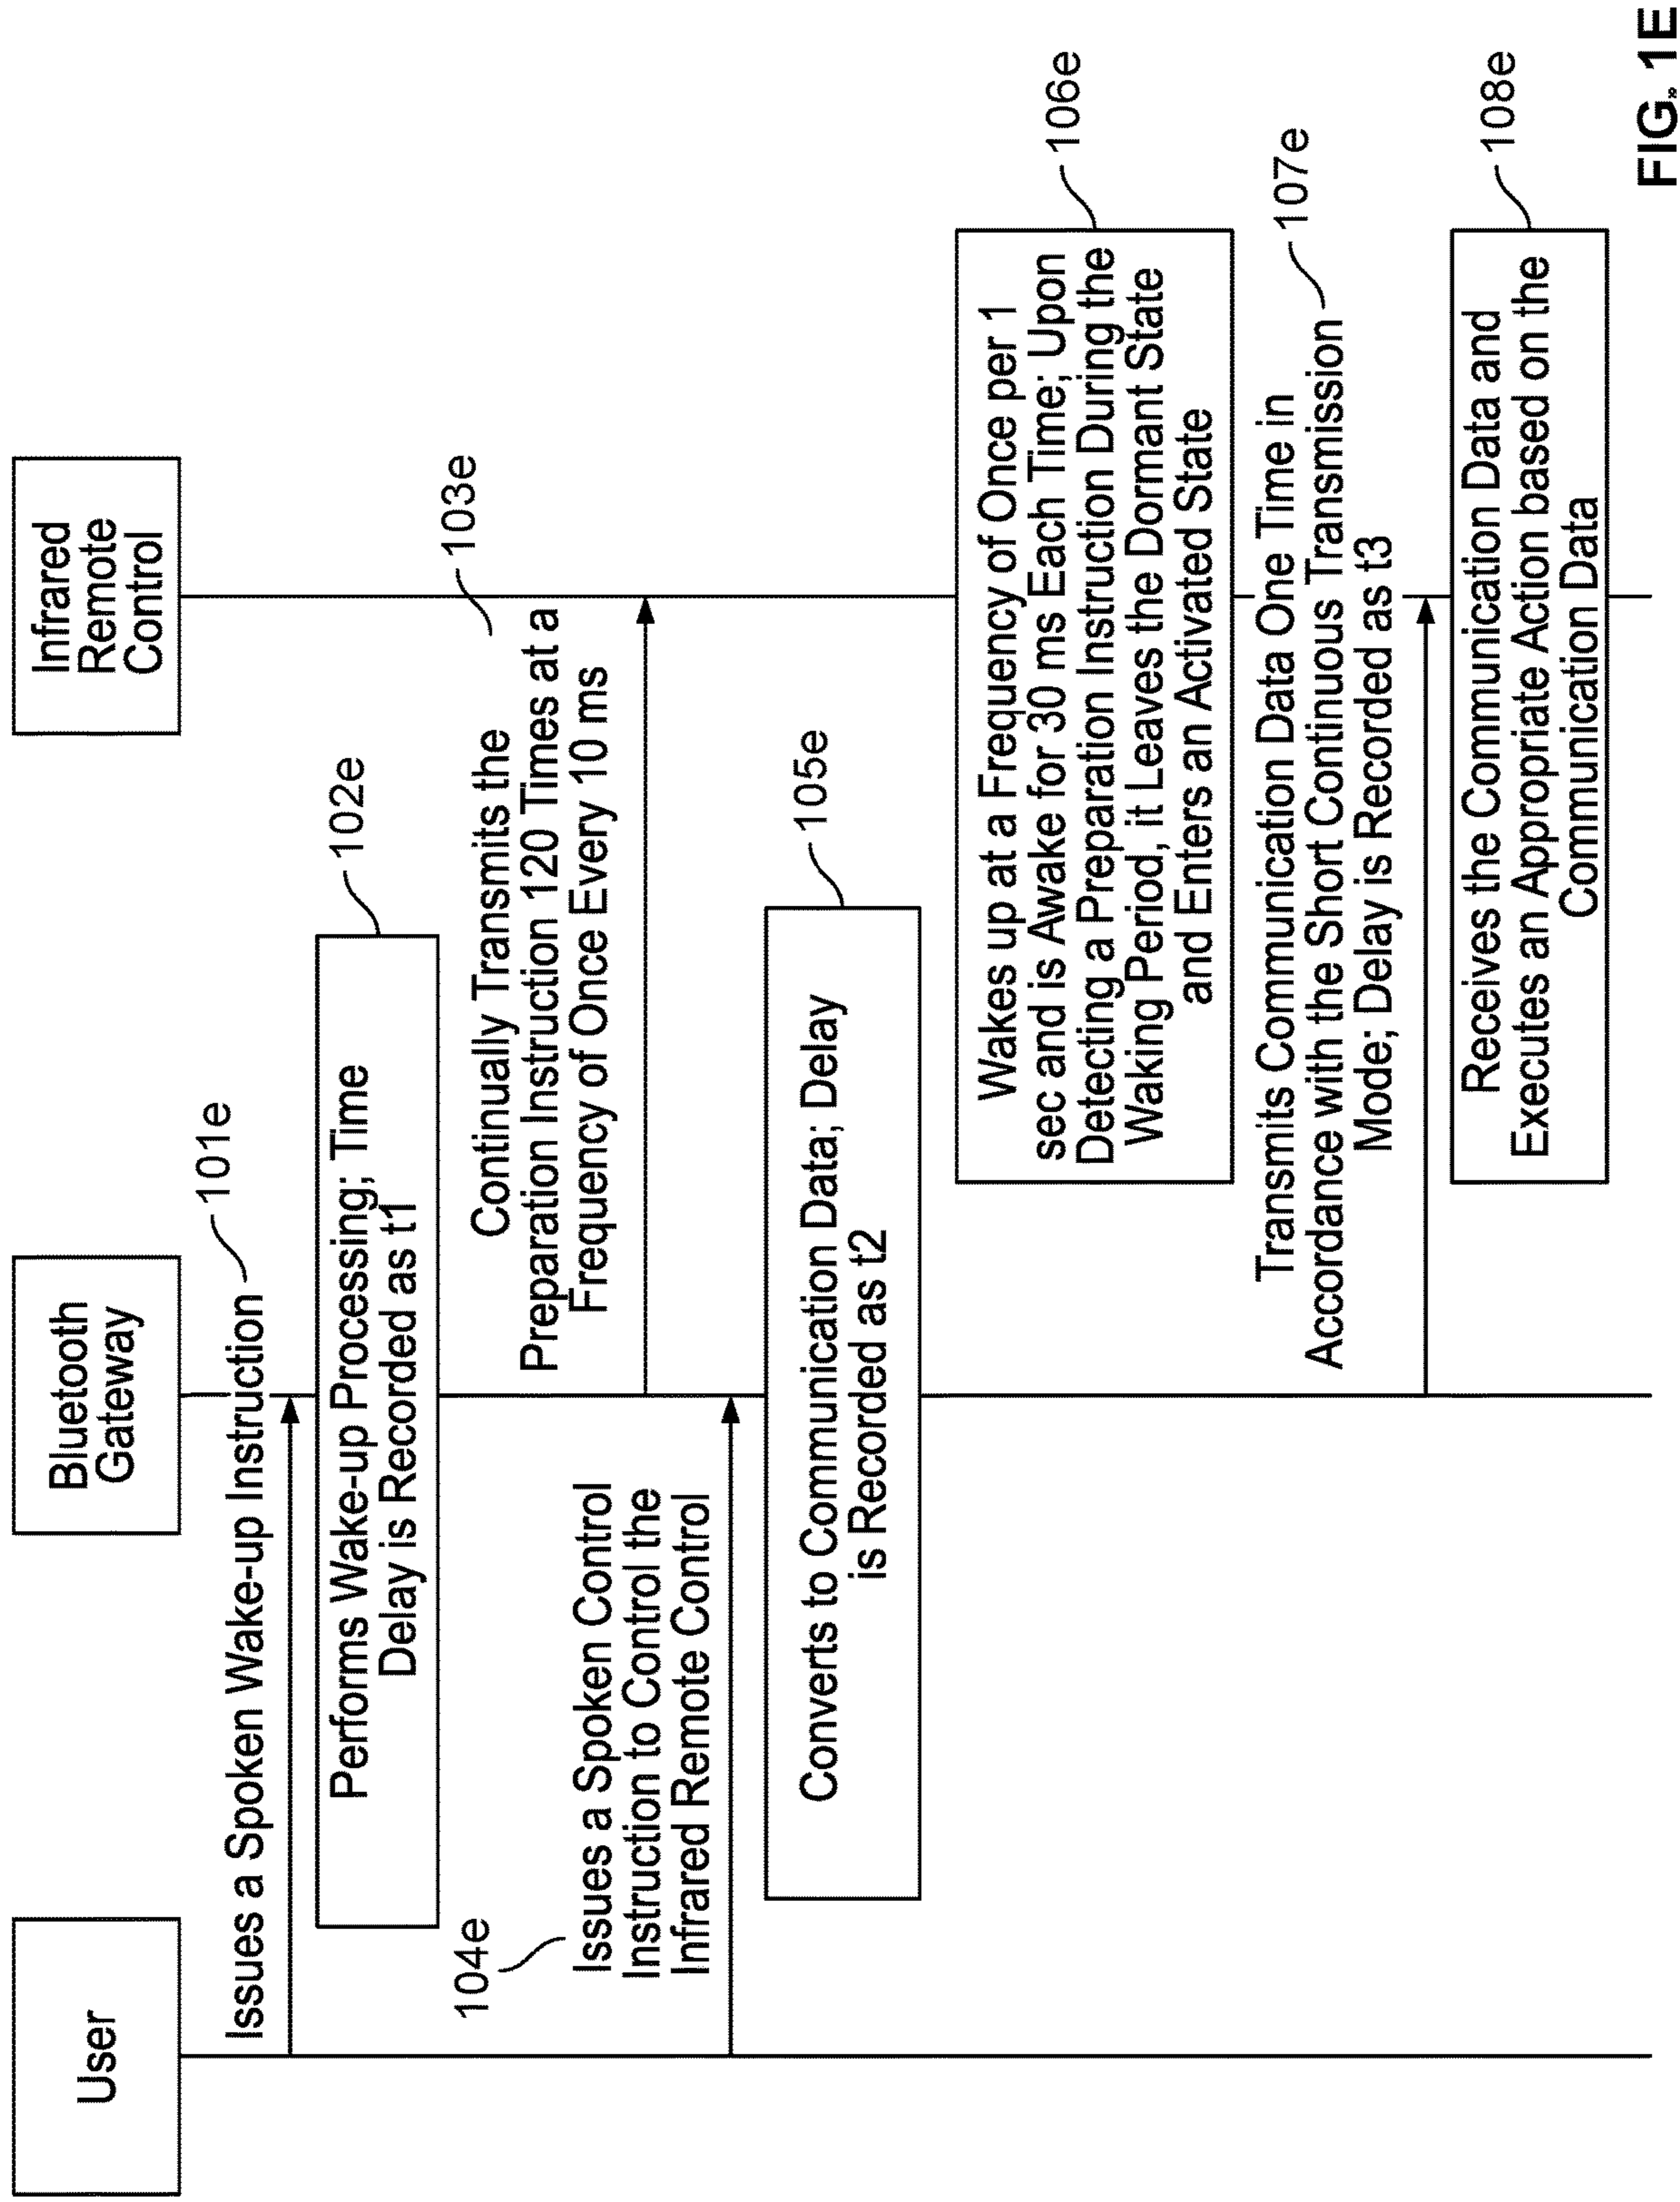 User
Bluetooth
Gateway
Infrared
Remote
Control
101e
Issues a Spoken Wake-up Instruction
102e
Performs Wake-up Processing; Time
Delay is Recorded as t1
103e
Continually Transmits the
Preparation Instruction 120 Times at a
Frequency of Once Every 10 ms
104e
Issues a Spoken Control
Instruction to Control the
Infrared Remote Control
105e
Converts to Communication Data; Delay
is Recorded as t2
106e
Wakes up at a Frequency of Once per 1
sec and is Awake for 30 ms Each Time; Upon
Detecting a Preparation Instruction During the
Waking Period, it Leaves the Dormant State
and Enters an Activated State
107e
Transmits Communication Data One Time in
Accordance with the Short Continuous Transmission
Mode; Delay is Recorded as t3
108e
Receives the Communication Data and
Executes an Appropriate Action based on the
Communication Data
FIG. 1E